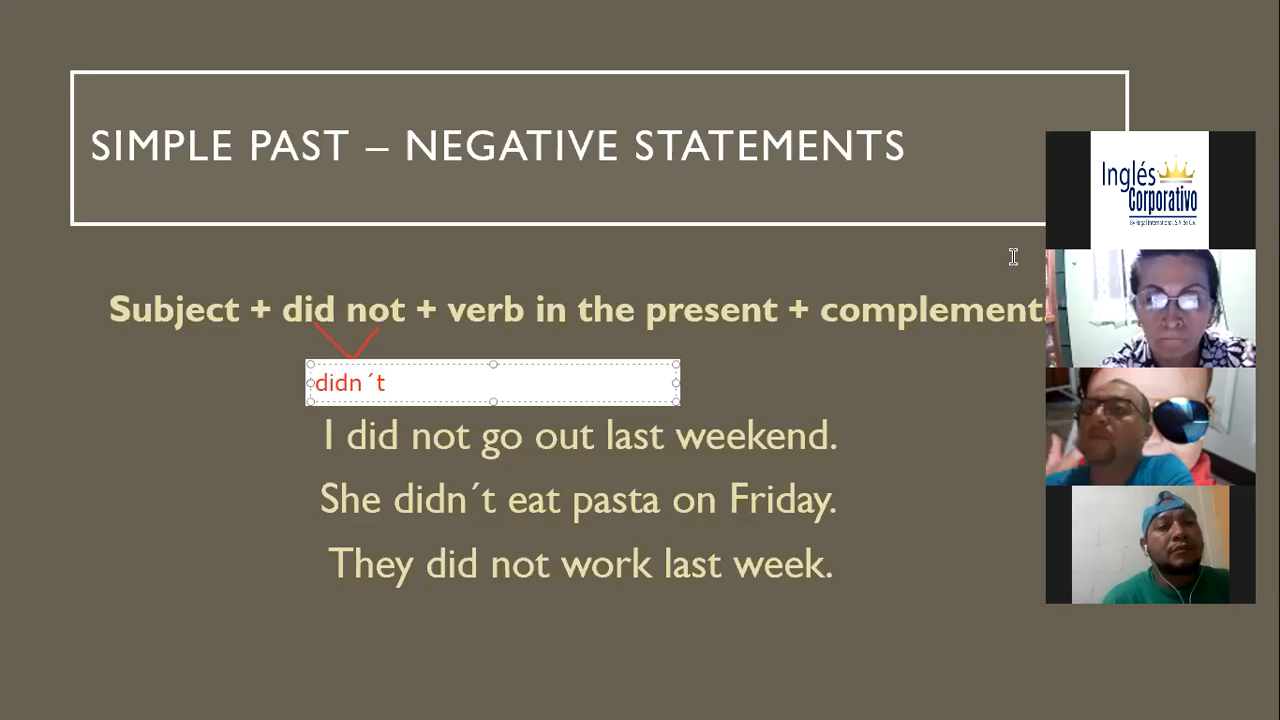 SIMPLE PAST – NEGATIVE STATEMENTS
Inglés
Corporativo
Subject + did not + verb in the present + complement.
didn´t
I did not go out last weekend.
She didn´t eat pasta on Friday.
They did not work last week.